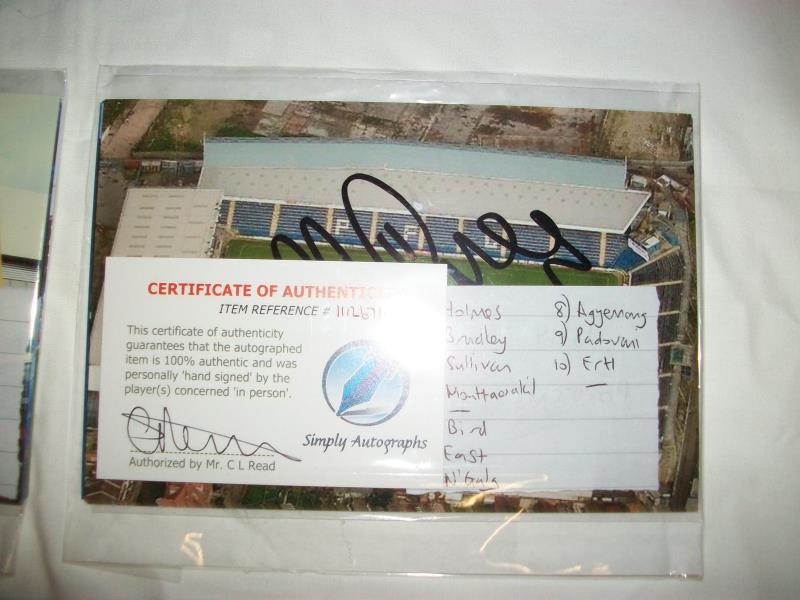 P F C
CERTIFICATE OF AUTHENTICI
ITEM REFERENCE #
This certificate of authenticity
guarantees that the autographed
item is 100% authentic and was
personally 'hand signed' by the
player(s) concerned 'in person'.
Simply Autographs
Authorized by Mr. C L Read
Holmes
Bradley
Sullivan
Bird
East
N'Gala
8) Agyemang
9) Padovani
10) Ertl